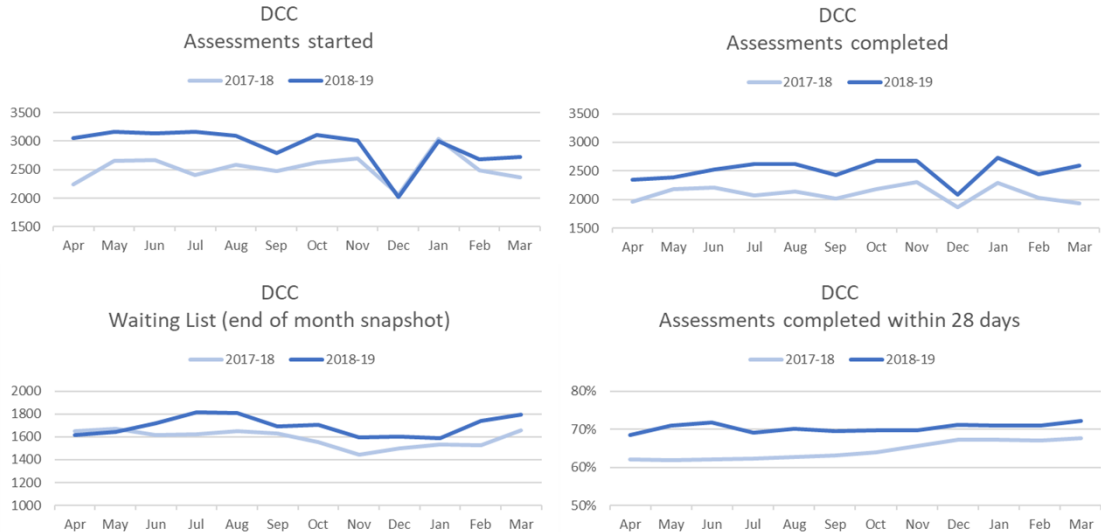 DCC
Assessments started
2017-18 2018-19
3500
3000
2500
2000
1500
Apr May Jun Jul Aug Sep Oct Nov Dec Jan Feb Mar
DCC
Assessments completed
2017-18 2018-19
3500
3000
2500
2000
1500
Apr May Jun Jul Aug Sep Oct Nov Dec Jan Feb Mar
DCC
Waiting List (end of month snapshot)
2017-18 2018-19
2000
1800
1600
1400
1200
1000
Apr May Jun Jul Aug Sep Oct Nov Dec Jan Feb Mar
DCC
Assessments completed within 28 days
2017-18 2018-19
80%
70%
60%
50%
Apr May Jun Jul Aug Sep Oct Nov Dec Jan Feb Mar